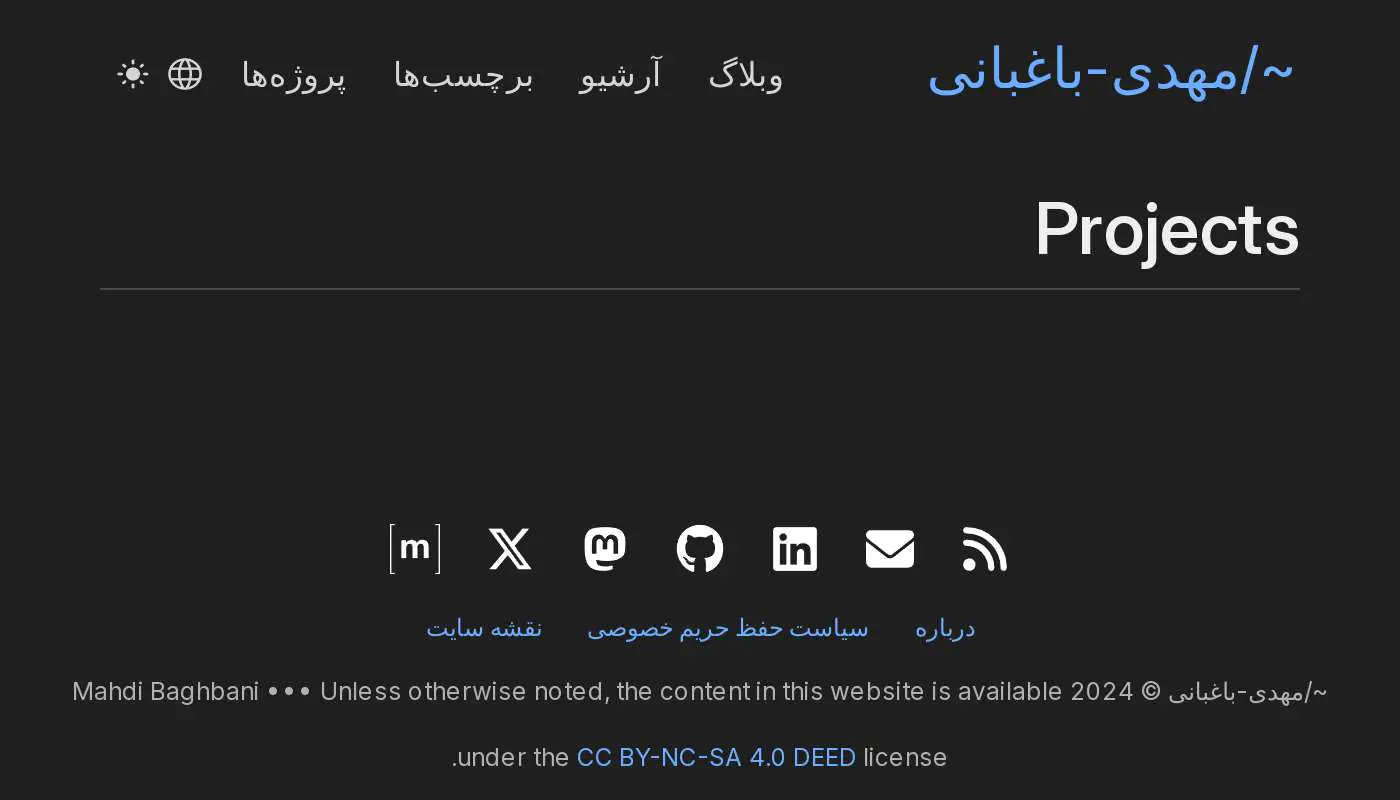 ~/مهدی-باغبانی
وبلاگ آرشیو برچسب‌ها پروژه‌ها
Projects
[m]
درباره سیاست حفظ حریم خصوصی نقشه سایت
~/مهدی-باغبانی © 2024 Mahdi Baghbani ••• Unless otherwise noted, the content in this website is available
under the CC BY-NC-SA 4.0 DEED license.